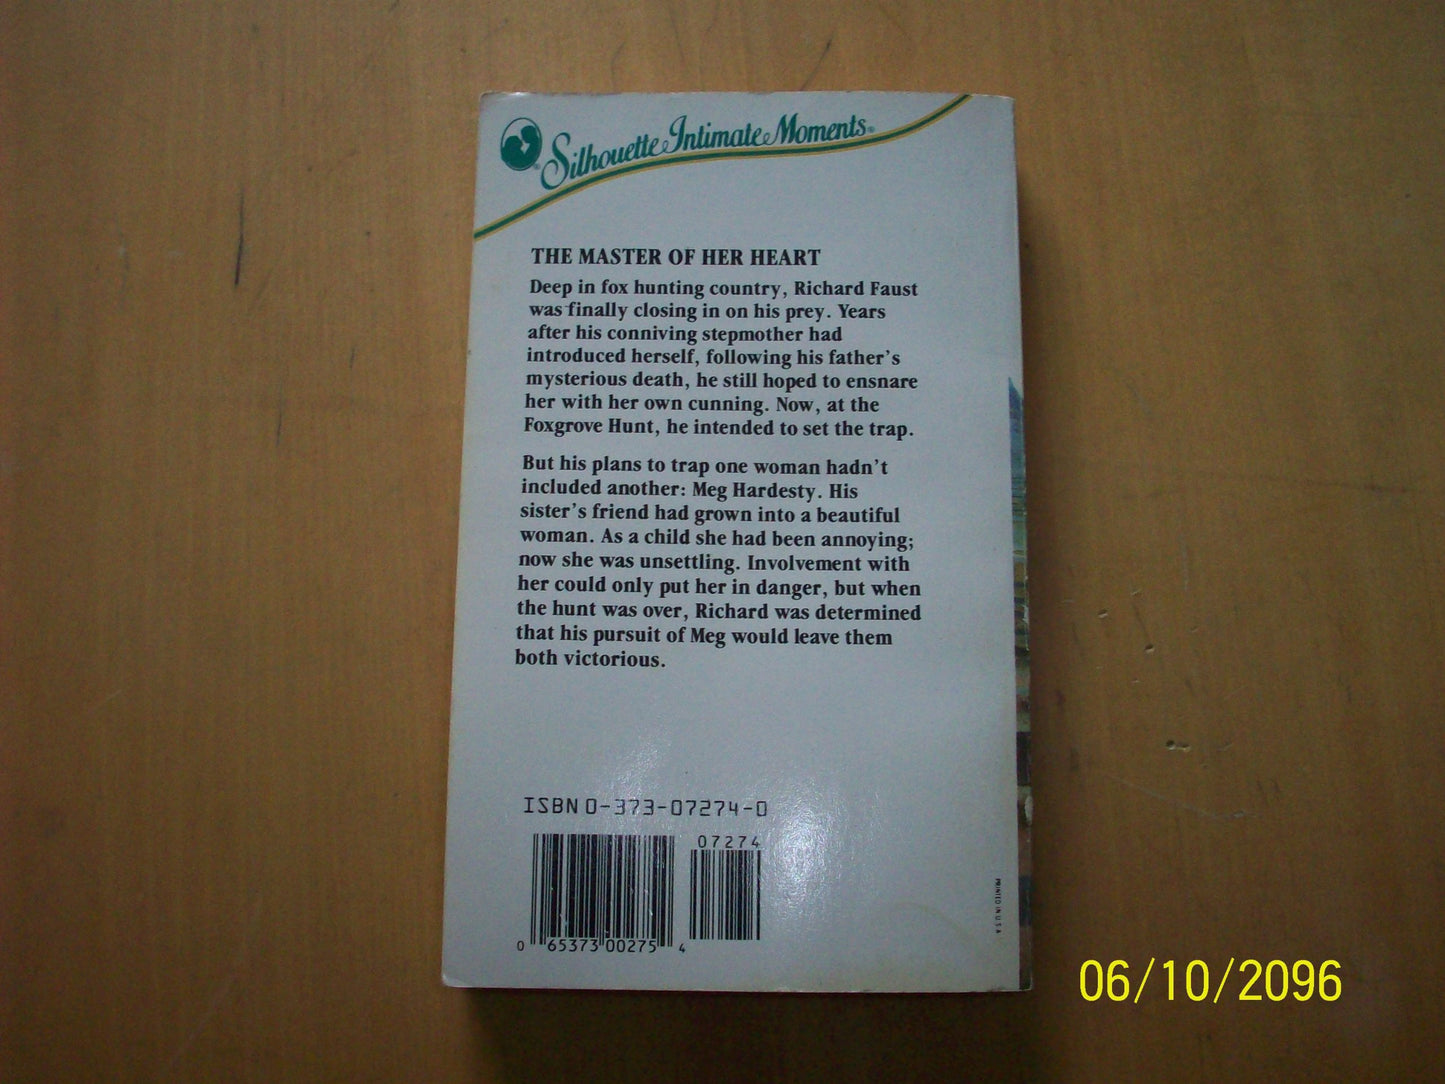 Silhouette Intimate Moments®
THE MASTER OF HER HEART
Deep in fox hunting country, Richard Faust
was finally closing in on his prey. Years
after his conniving stepmother had
introduced herself, following his father's
mysterious death, he still hoped to ensnare
her with her own cunning. Now, at the
Foxgrove Hunt, he intended to set the trap.
But his plans to trap one woman hadn't
included another: Meg Hardesty. His
sister's friend had grown into a beautiful
woman. As a child she had been annoying;
now she was unsettling. Involvement with
her could only put her in danger, but when
the hunt was over, Richard was determined
that his pursuit of Meg would leave them
both victorious.
ISBN 0-373-07274-0
07274
0 65373 00275 4
PRINTED IN U.S.A.
06/10/2096